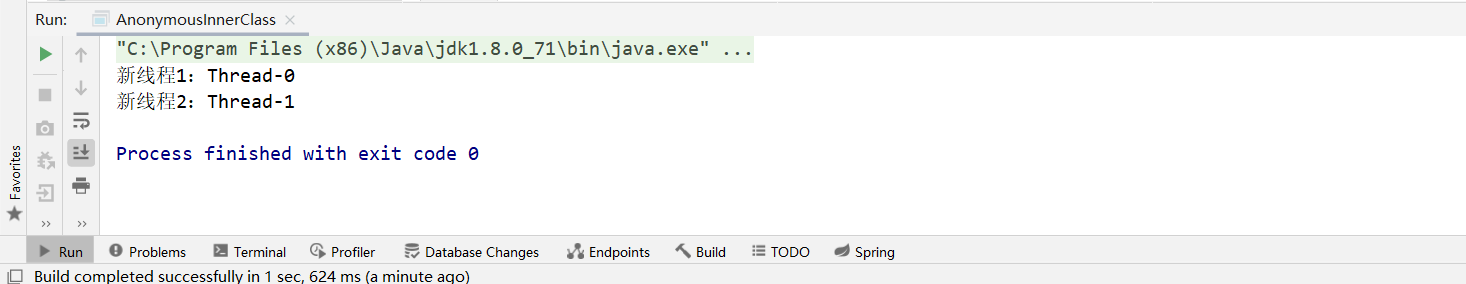 Run: AnonymousInnerClass
"C:\Program Files (x86)\Java\jdk1.8.0_71\bin\java.exe" ...
新线程1：Thread-0
新线程2：Thread-1
Process finished with exit code 0
Favorites
Run Problems Terminal Profiler Database Changes Endpoints Build TODO Spring
Build completed successfully in 1 sec, 624 ms (a minute ago)